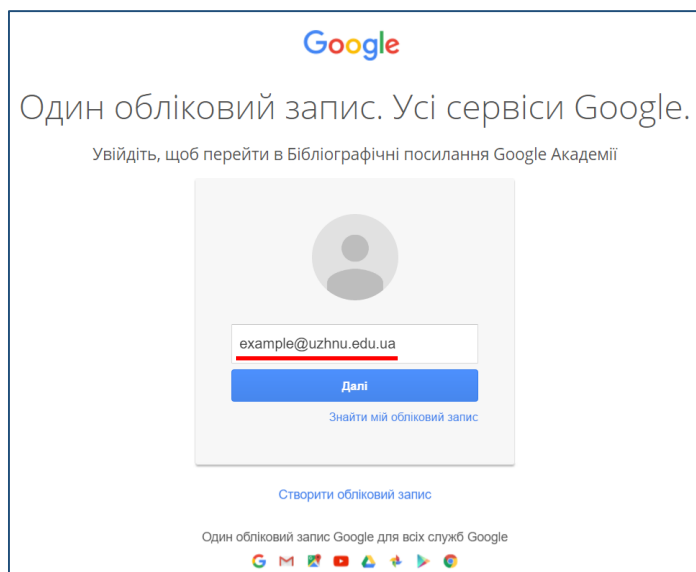 Google
Один обліковий запис. Усі сервіси Google.
Увійдіть, щоб перейти в Бібліографічні посилання Google Академії
example@uzhnu.edu.ua
Далі
Знайти мій обліковий запис
Створити обліковий запис
Один обліковий запис Google для всіх служб Google